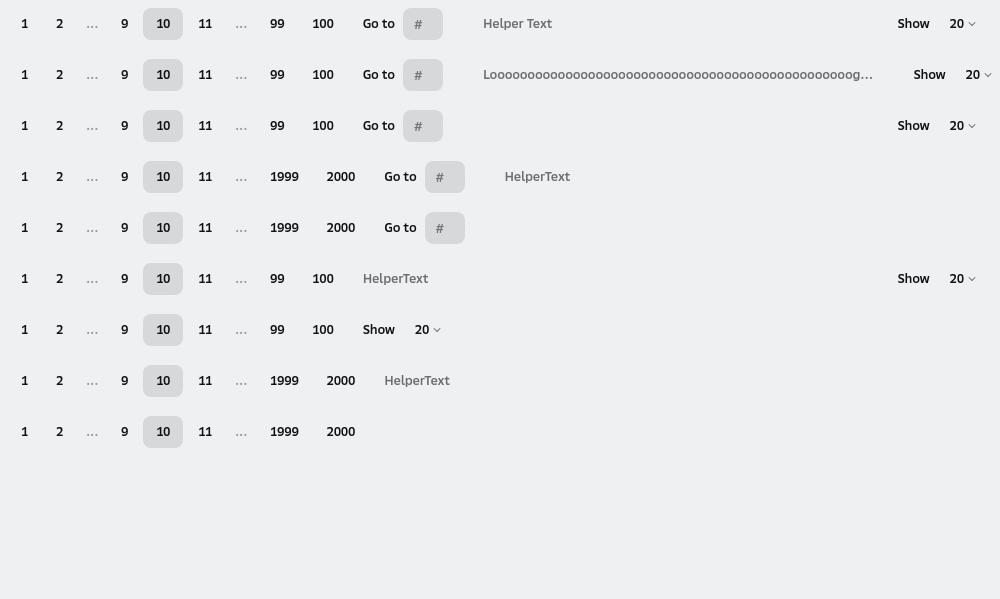 1 2 ... 9 10 11 ... 99 100 Go to # Helper Text Show 20
1 2 ... 9 10 11 ... 99 100 Go to # Looooooooooooooooooooooooooooooooooooooooooooooooog... Show 20
1 2 ... 9 10 11 ... 99 100 Go to # Show 20
1 2 ... 9 10 11 ... 1999 2000 Go to # HelperText
1 2 ... 9 10 11 ... 1999 2000 Go to #
1 2 ... 9 10 11 ... 99 100 HelperText Show 20
1 2 ... 9 10 11 ... 99 100 Show 20
1 2 ... 9 10 11 ... 1999 2000 HelperText
1 2 ... 9 10 11 ... 1999 2000